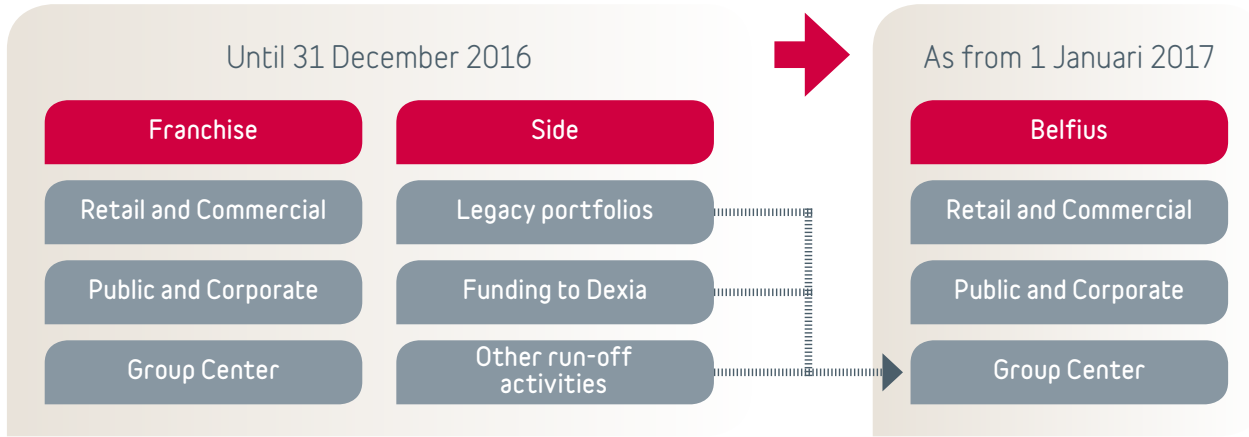 Until 31 December 2016
As from 1 Januari 2017
Franchise
Side
Belfius
Retail and Commercial
Legacy portfolios
Retail and Commercial
Public and Corporate
Funding to Dexia
Public and Corporate
Group Center
Other run-off
activities
Group Center